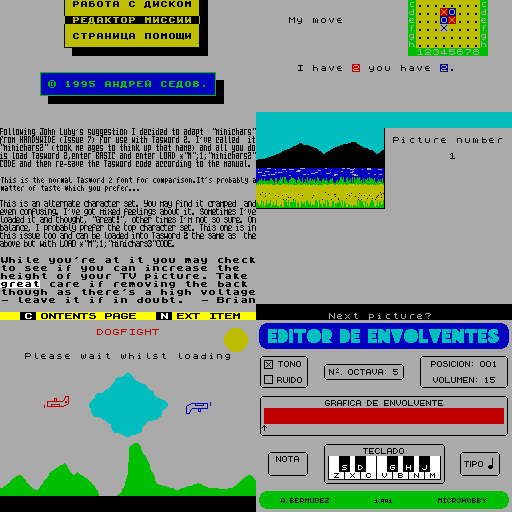 РАБОТА С ДИСКОМ
РЕДАКТОР МИССИИ
СТРАНИЦА ПОМОЩИ
© 1995 АНДРЕЙ СЕДОВ.
My move
c
d
e
f
g
h
12345678
I have 2 you have 2.
Following John Luby's suggestion I decided to adapt "Minichars"
from HANDYWIDE (Issue 7) for use with Tasword 2. I've called it
"Minichars2" (took me ages to think up that name) and all you do
is load Tasword 2,enter BASIC and enter LOAD *"M";1;"Minichars2"
CODE and then re-save the Tasword code according to the manual.
This is the normal Tasword 2 font for comparison.It's probably a
matter of taste which you prefer...
This is an alternate character set. You may find it cramped and
even confusing. I've got mixed feelings about it. Sometimes I've
loaded it and thought, "Great!", other times I'm not so sure. On
balance, I probably prefer the top character set. This one is in
this issue too and can be loaded into Tasword 2 the same as the
above but with LOAD *"M";1;"Minichars3"CODE.
While you're at it you may check
to see if you can increase the
height of your TV picture. Take
great care if removing the back
though as there's a high voltage
- leave it if in doubt. - Brian
C ONTENTS PAGE N EXT ITEM
Picture number
1
Next picture?
DOGFIGHT
Please wait whilst loading
EDITOR DE ENVOLVENTES
TONO
RUIDO
Nº. OCTAVA: 5
POSICION: 001
VOLUMEN: 15
GRAFICA DE ENVOLVENTE
NOTA
TECLADO
S D G H J
Z X C V B N M
TIPO
A.BERMUDEZ 1.991 MICROHOBBY